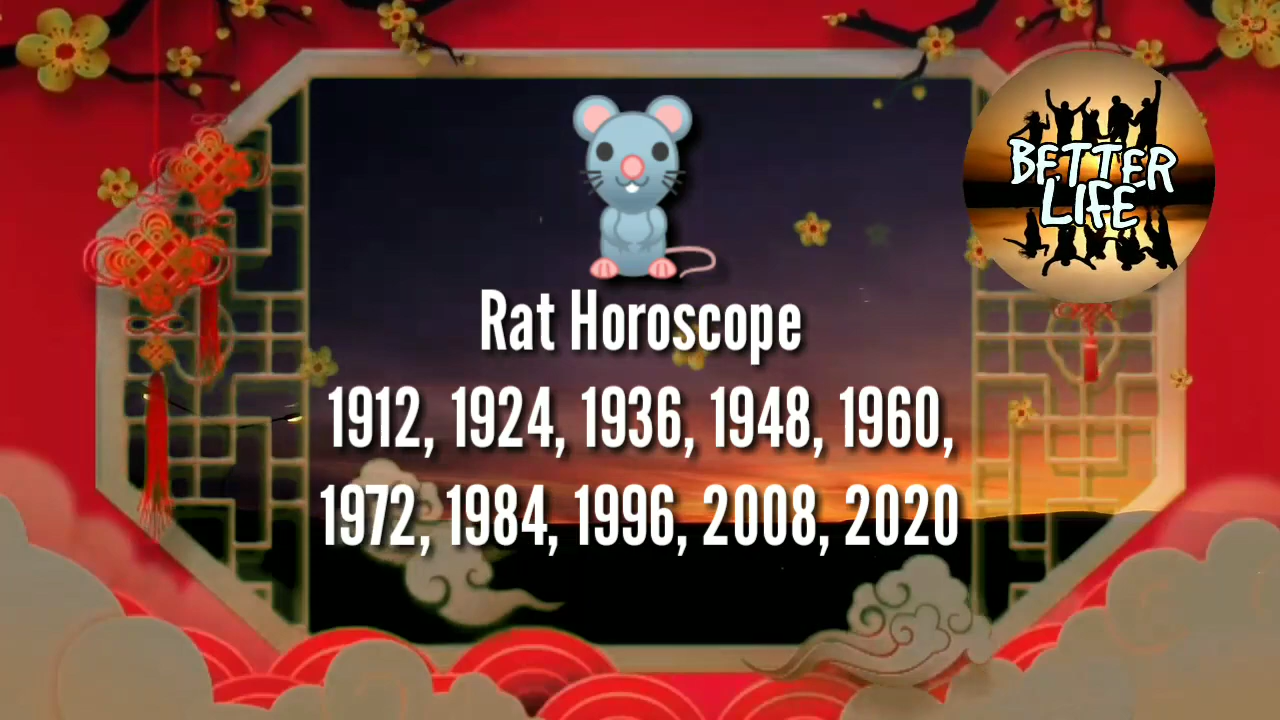 BETTER
LIFE
Rat Horoscope
1912, 1924, 1936, 1948, 1960,
1972, 1984, 1996, 2008, 2020